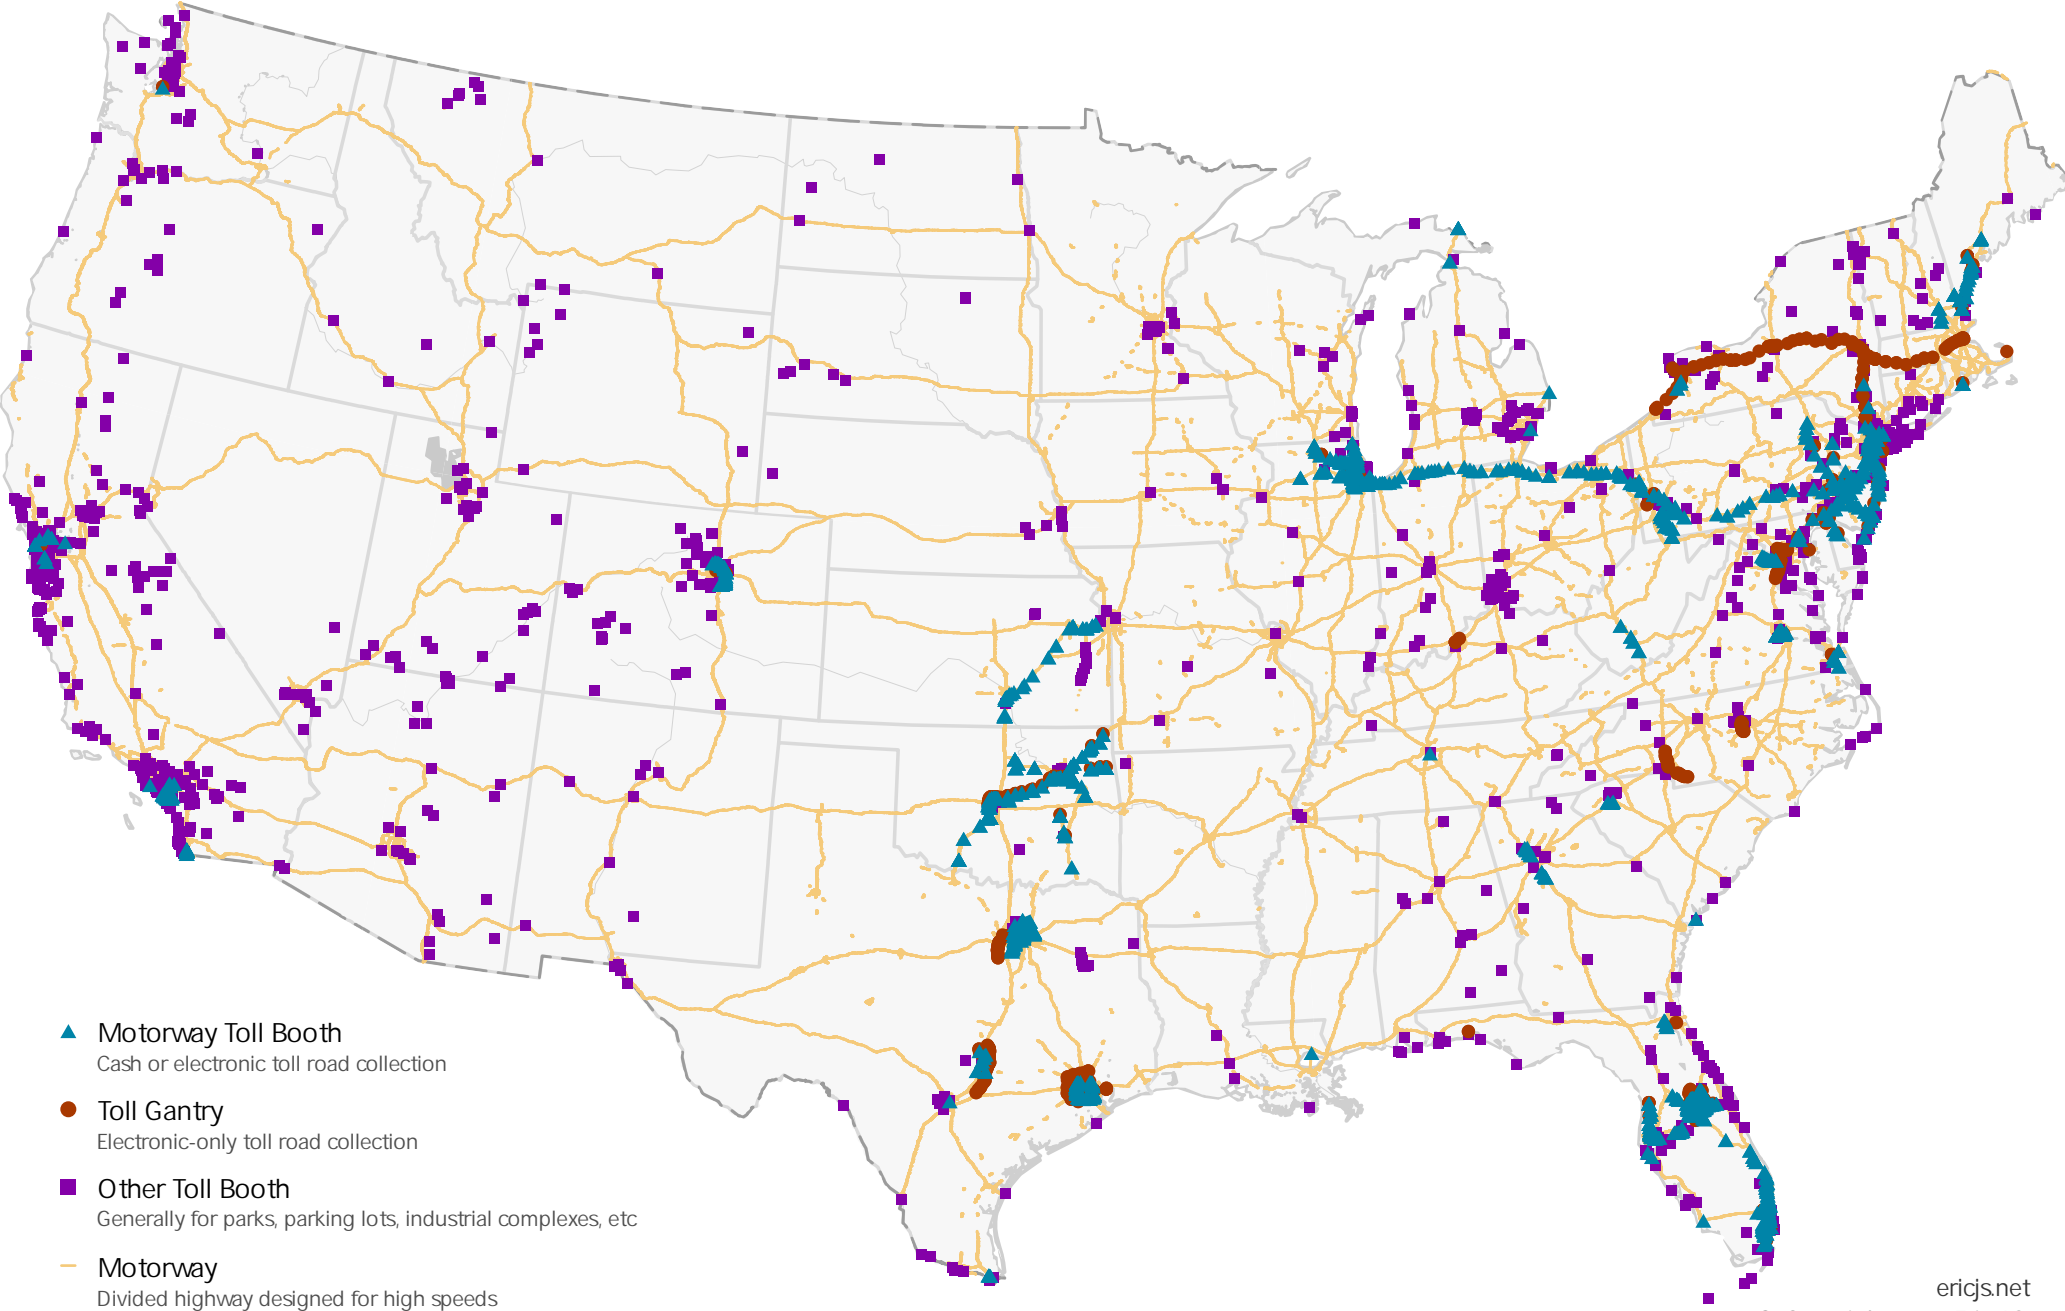 Motorway Toll Booth
Cash or electronic toll road collection
Toll Gantry
Electronic-only toll road collection
Other Toll Booth
Generally for parks, parking lots, industrial complexes, etc
Motorway
Divided highway designed for high speeds
ericjs.net